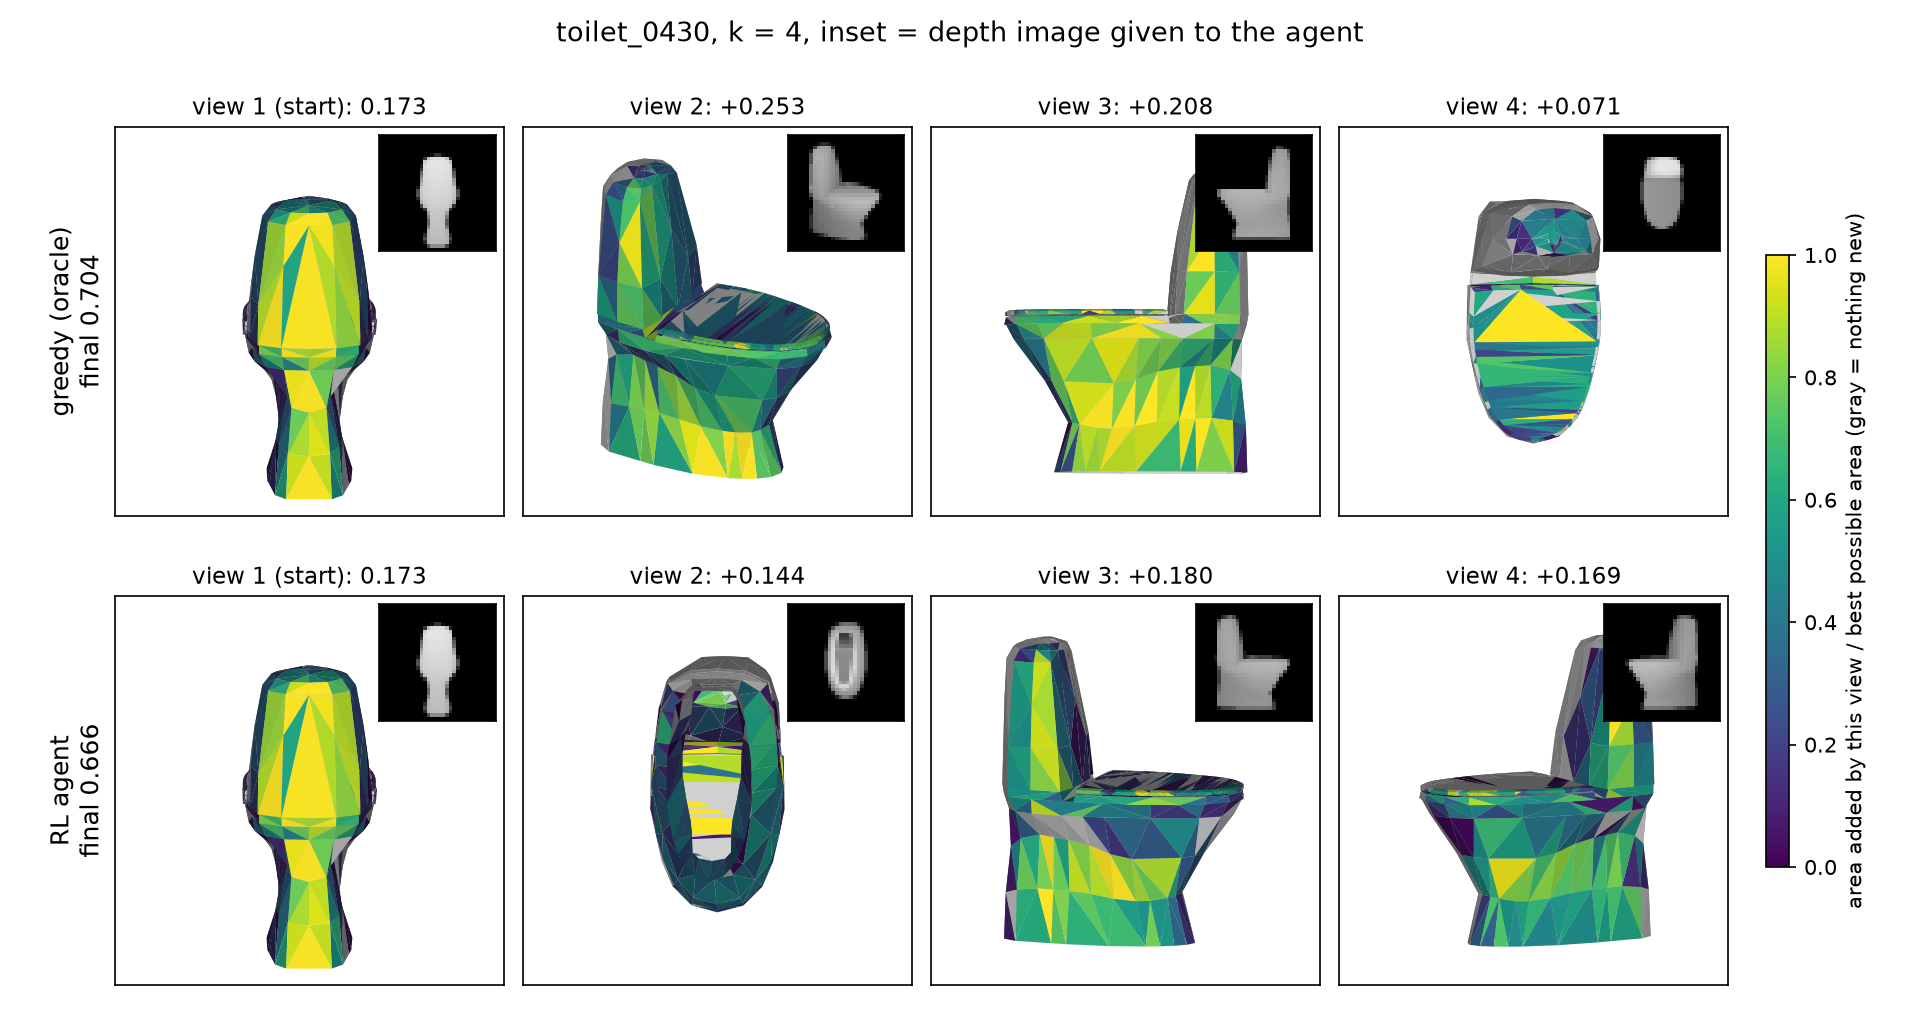 toilet_0430, k = 4, inset = depth image given to the agent
view 1 (start): 0.173
view 2: +0.253
view 3: +0.208
view 4: +0.071
greedy (oracle)
final 0.704
view 1 (start): 0.173
view 2: +0.144
view 3: +0.180
view 4: +0.169
RL agent
final 0.666
1.0
0.8
0.6
0.4
0.2
0.0
area added by this view / best possible area (gray = nothing new)